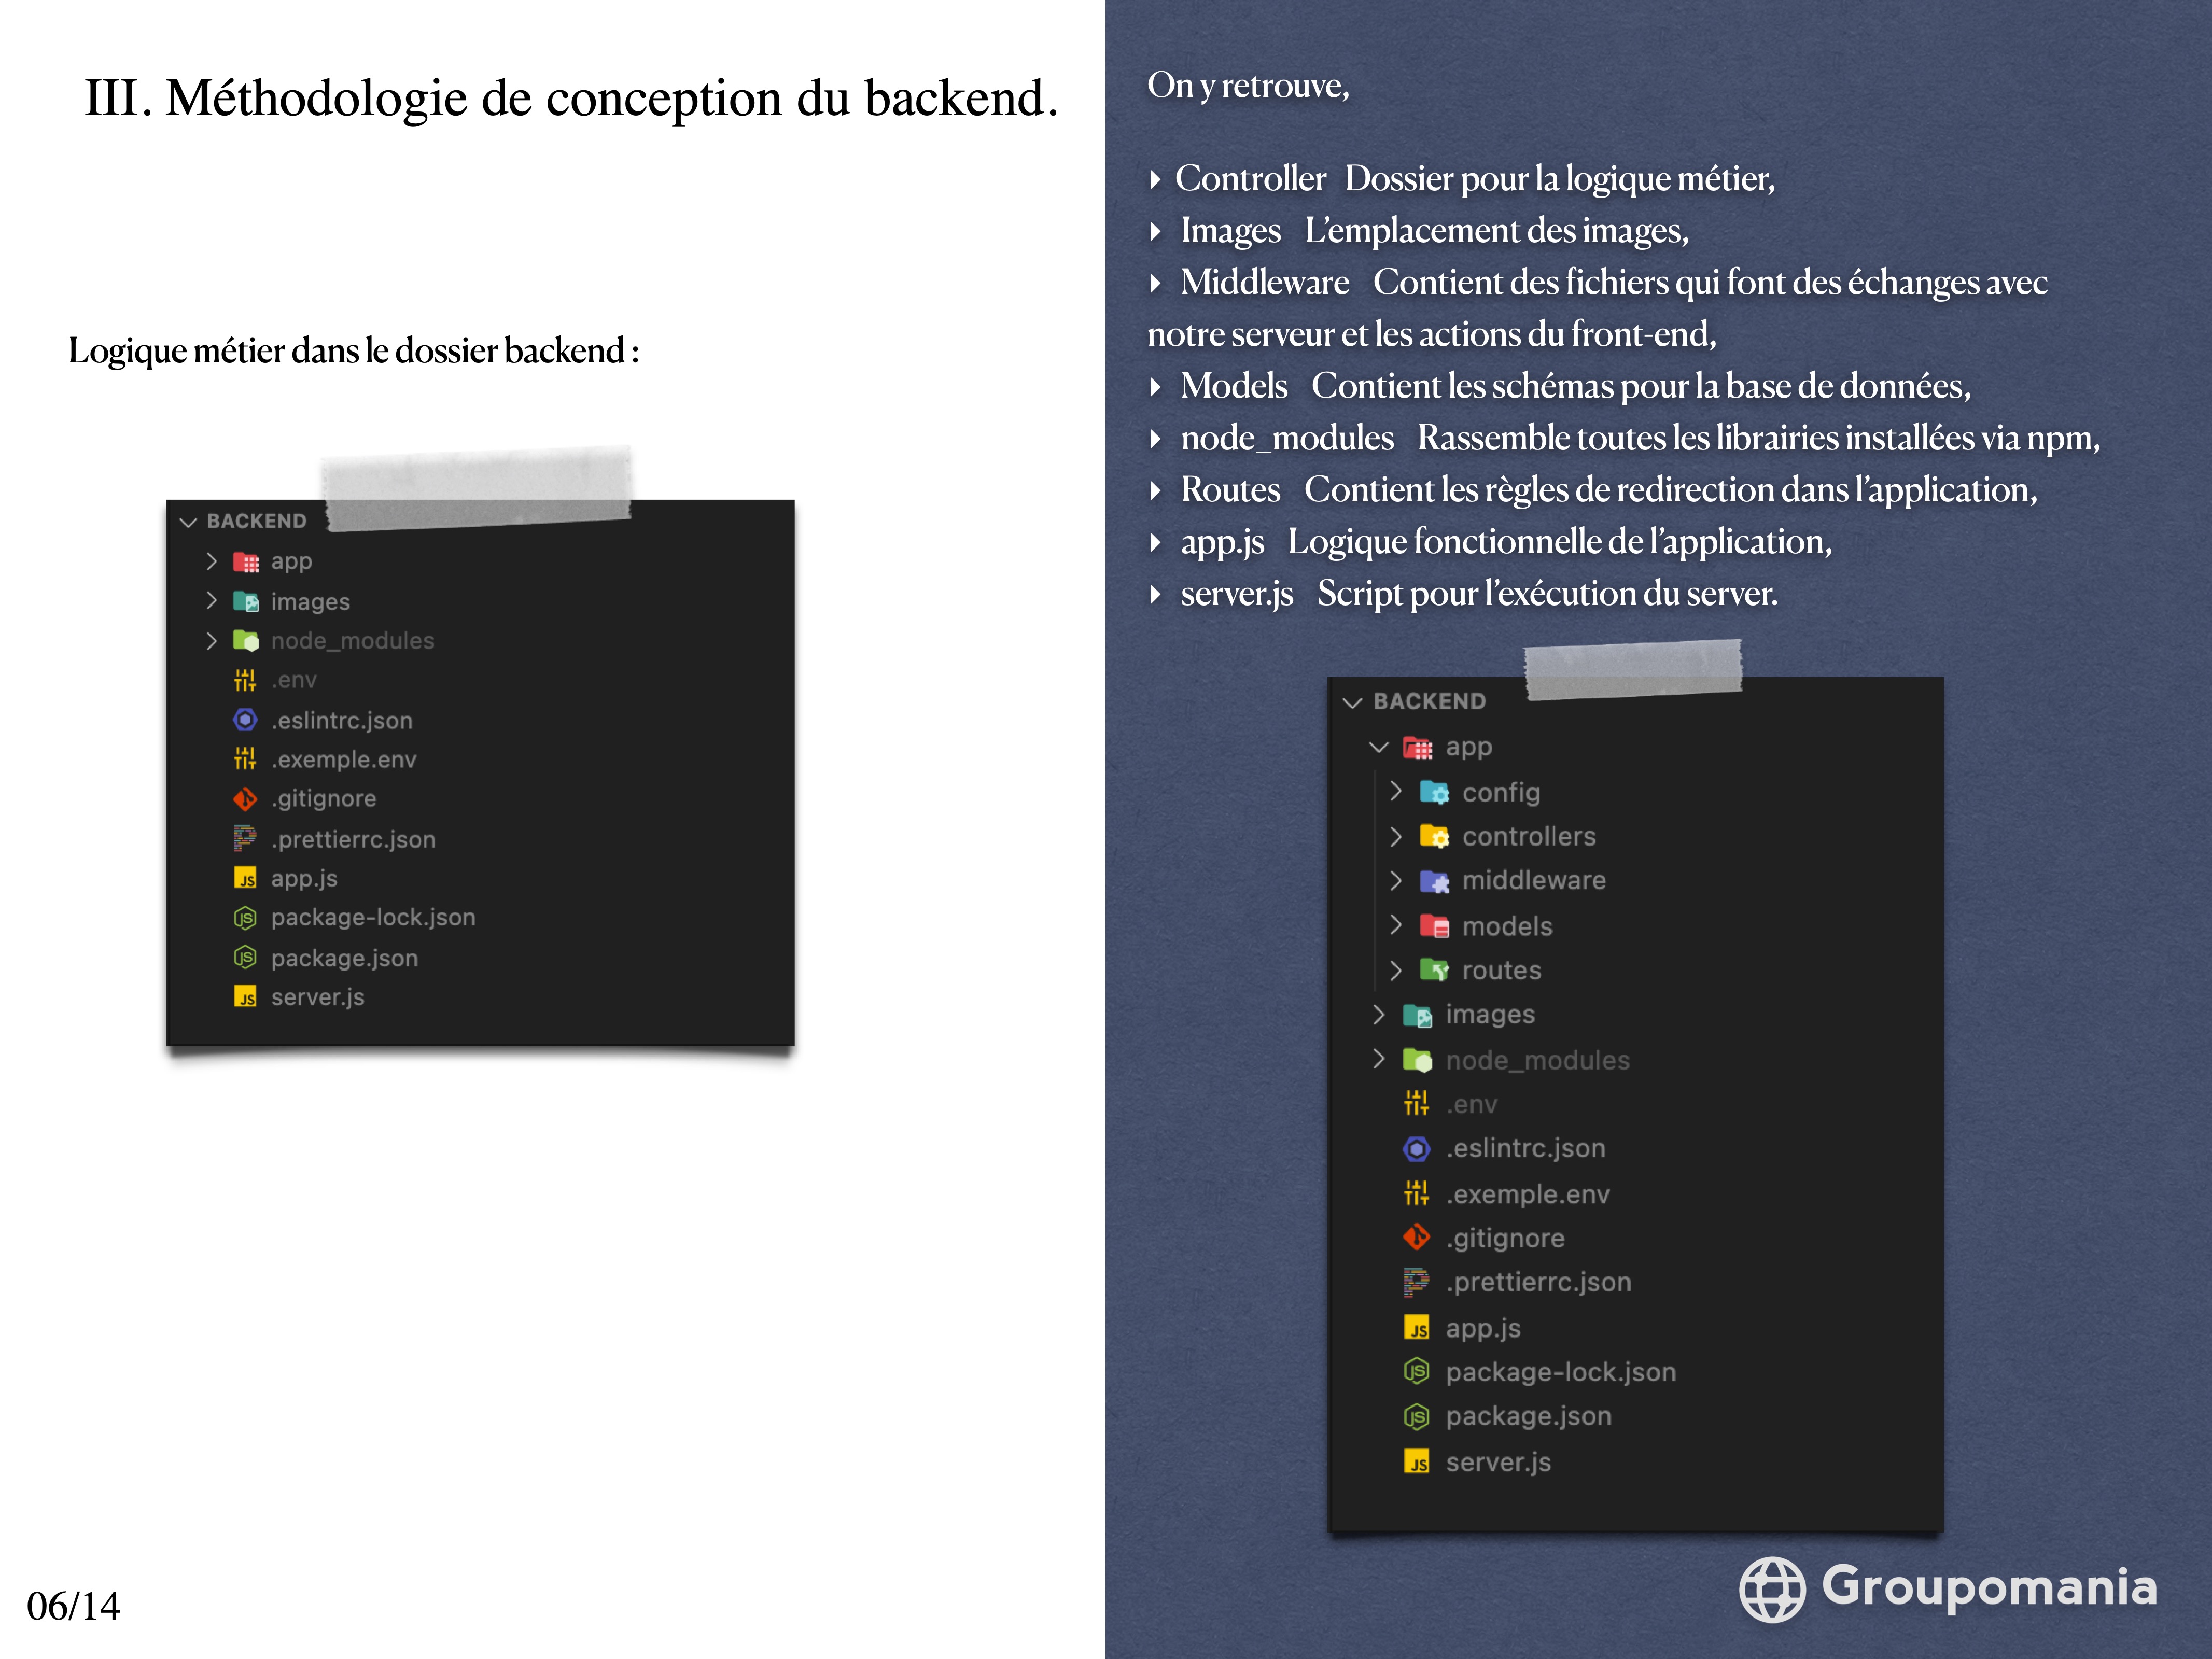 III. Méthodologie de conception du backend.
Logique métier dans le dossier backend :
BACKEND
app
images
node_modules
.env
.eslintrc.json
.exemple.env
.gitignore
.prettierrc.json
app.js
package-lock.json
package.json
server.js
06/14
On y retrouve,
‣ Controller Dossier pour la logique métier,
‣ Images L’emplacement des images,
‣ Middleware Contient des fichiers qui font des échanges avec
notre serveur et les actions du front-end,
‣ Models Contient les schémas pour la base de données,
‣ node_modules Rassemble toutes les librairies installées via npm,
‣ Routes Contient les règles de redirection dans l’application,
‣ app.js Logique fonctionnelle de l’application,
‣ server.js Script pour l’exécution du server.
BACKEND
app
config
controllers
middleware
models
routes
images
node_modules
.env
.eslintrc.json
.exemple.env
.gitignore
.prettierrc.json
app.js
package-lock.json
package.json
server.js
Groupomania